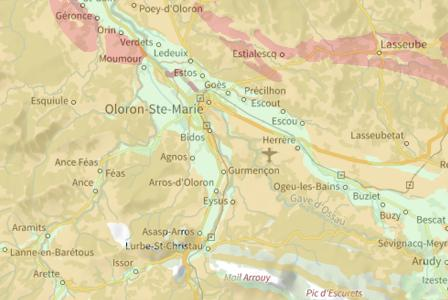 Poey-d'Oloron
Géronce
Orin
Verdets
Ledeuix
Moumour
Estialescq
Lasseube
Estos
Goès
Précilhon
Esquiule
Escout
Oloron-Ste-Marie
Escou
Bidos
Herrère
Lasseubetat
Agnos
Ance Féas
Féas
Gurmençon
Ance
Arros-d'Oloron
Ogeu-les-Bains
Buziet
Eysus
Gave d'Ossau
Buzy
Bescat
Aramits
Asasp-Arros
Lurbe-St-Christau
Sévignacq-Mey
Lanne-en-Barétous
Issor
Arudy
Arette
Mail Arrouy
Izeste
Pic d'Escurets